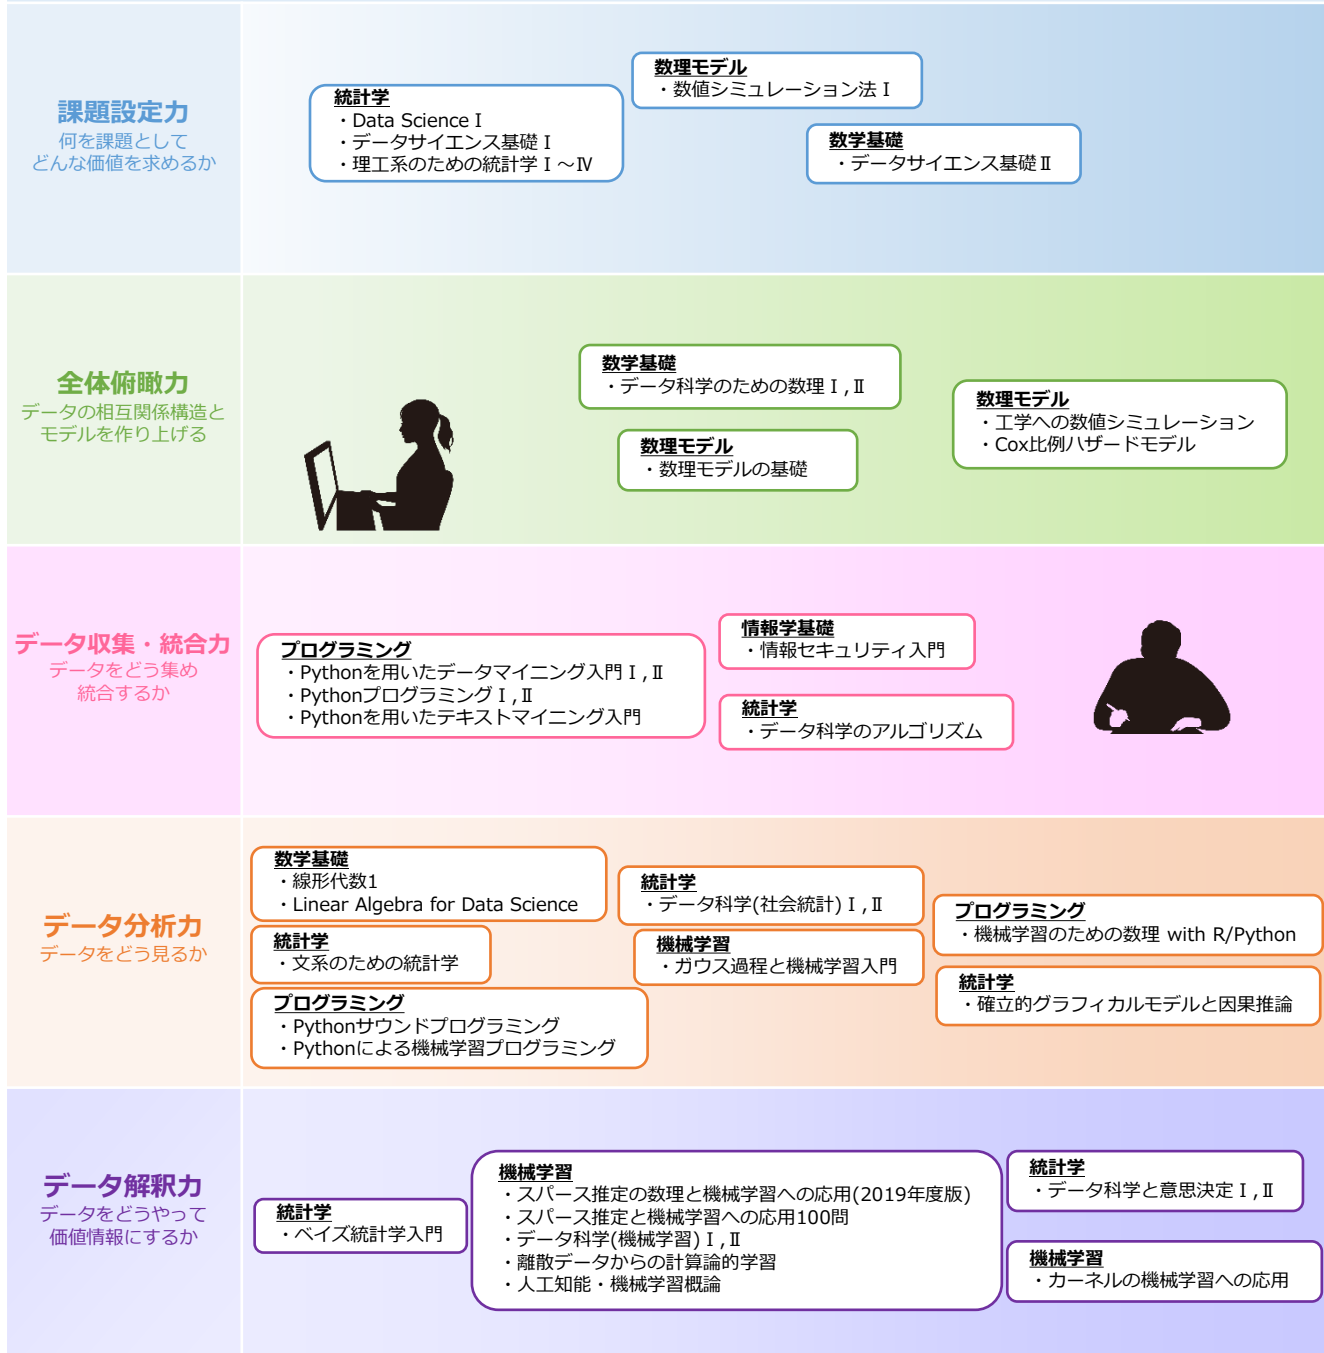 課題設定力
何を課題として
どんな価値を求めるか
統計学
・Data Science Ⅰ
・データサイエンス基礎Ⅰ
・理工系のための統計学Ⅰ～Ⅳ
数理モデル
・数値シミュレーション法Ⅰ
数学基礎
・データサイエンス基礎Ⅱ
全体俯瞰力
データの相互関係構造と
モデルを作り上げる
数学基礎
・データ科学のための数理Ⅰ,Ⅱ
数理モデル
・数理モデルの基礎
数理モデル
・工学への数値シミュレーション
・Cox比例ハザードモデル
データ収集・統合力
データをどう集め
統合するか
プログラミング
・Pythonを用いたデータマイニング入門Ⅰ,Ⅱ
・PythonプログラミングⅠ,Ⅱ
・Pythonを用いたテキストマイニング入門
情報学基礎
・情報セキュリティ入門
統計学
・データ科学のアルゴリズム
データ分析力
データをどう見るか
数学基礎
・線形代数1
・Linear Algebra for Data Science
統計学
・文系のための統計学
プログラミング
・Pythonサウンドプログラミング
・Pythonによる機械学習プログラミング
統計学
・データ科学(社会統計)Ⅰ,Ⅱ
機械学習
・ガウス過程と機械学習入門
プログラミング
・機械学習のための数理 with R/Python
統計学
・確立的グラフィカルモデルと因果推論
データ解釈力
データをどうやって
価値情報にするか
統計学
・ベイズ統計学入門
機械学習
・スパース推定の数理と機械学習への応用(2019年度版)
・スパース推定と機械学習への応用100問
・データ科学(機械学習)Ⅰ,Ⅱ
・離散データからの計算論的学習
・人工知能・機械学習概論
統計学
・データ科学と意思決定Ⅰ,Ⅱ
機械学習
・カーネルの機械学習への応用